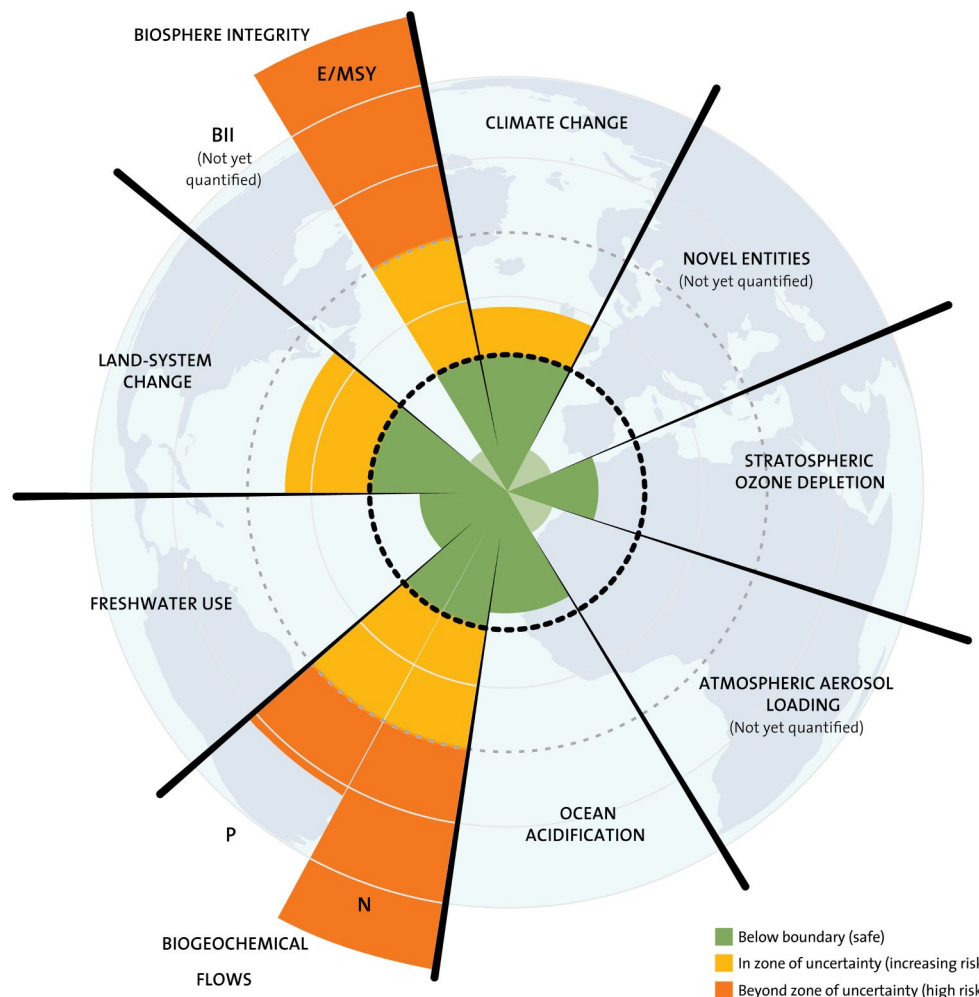 BIOSPHERE INTEGRITY
E/MSY
CLIMATE CHANGE
BII
(Not yet
quantified)
NOVEL ENTITIES
(Not yet quantified)
LAND-SYSTEM
CHANGE
STRATOSPHERIC
OZONE DEPLETION
FRESHWATER USE
ATMOSPHERIC AEROSOL
LOADING
(Not yet quantified)
OCEAN
ACIDIFICATION
P
N
BIOGEOCHEMICAL
FLOWS
Below boundary (safe)
In zone of uncertainty (increasing risk
Beyond zone of uncertainty (high risk